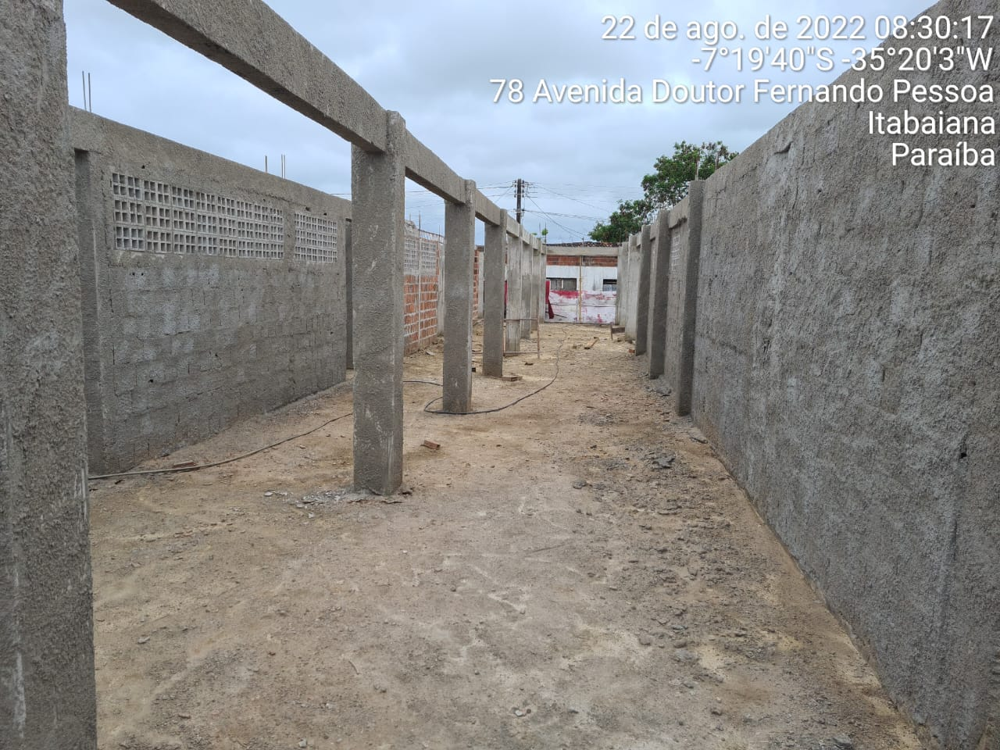 22 de ago. de 2022 08:30:17
-7°19'40"S -35°20'3"W
78 Avenida Doutor Fernando Pessoa
Itabaiana
Paraíba